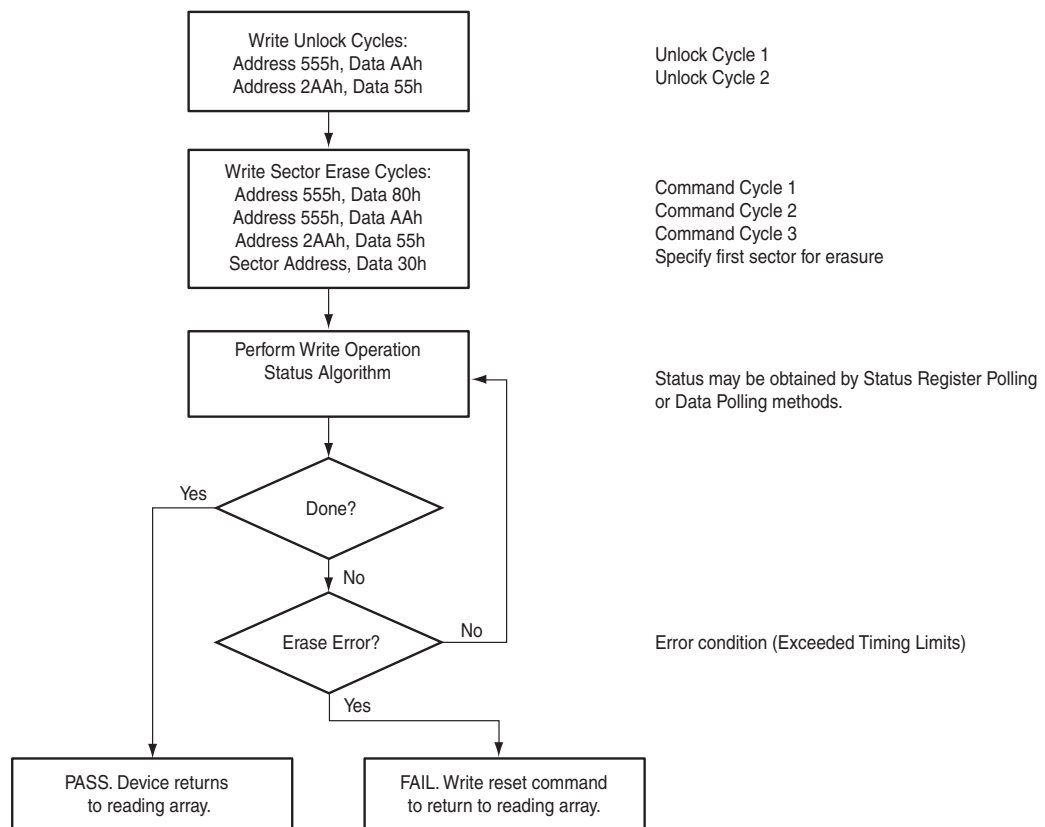 Write Unlock Cycles:
Address 555h, Data AAh
Address 2AAh, Data 55h
Unlock Cycle 1
Unlock Cycle 2
Write Sector Erase Cycles:
Address 555h, Data 80h
Address 555h, Data AAh
Address 2AAh, Data 55h
Sector Address, Data 30h
Command Cycle 1
Command Cycle 2
Command Cycle 3
Specify first sector for erasure
Perform Write Operation
Status Algorithm
Status may be obtained by Status Register Polling
or Data Polling methods.
Yes
Done?
No
Erase Error?
No
Error condition (Exceeded Timing Limits)
Yes
PASS. Device returns
to reading array.
FAIL. Write reset command
to return to reading array.